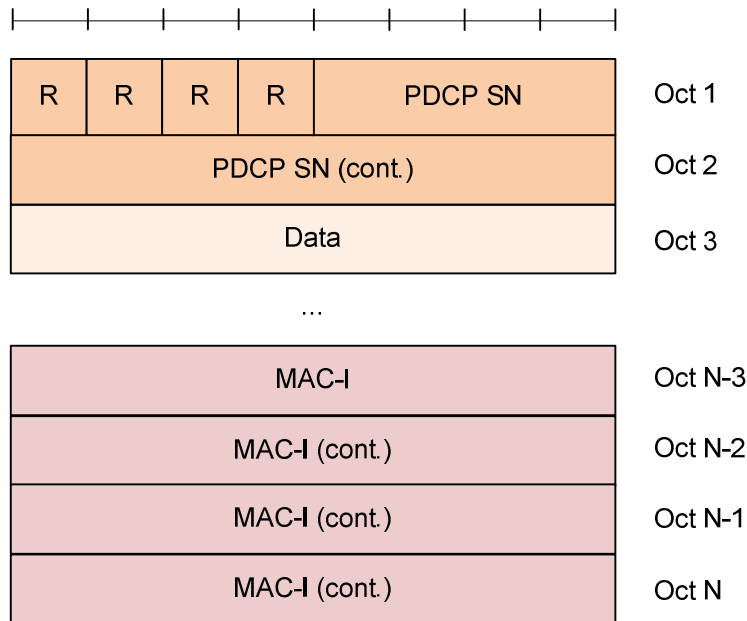 R R R R PDCP SN Oct 1
PDCP SN (cont.) Oct 2
Data Oct 3
...
MAC-I Oct N-3
MAC-I (cont.) Oct N-2
MAC-I (cont.) Oct N-1
MAC-I (cont.) Oct N